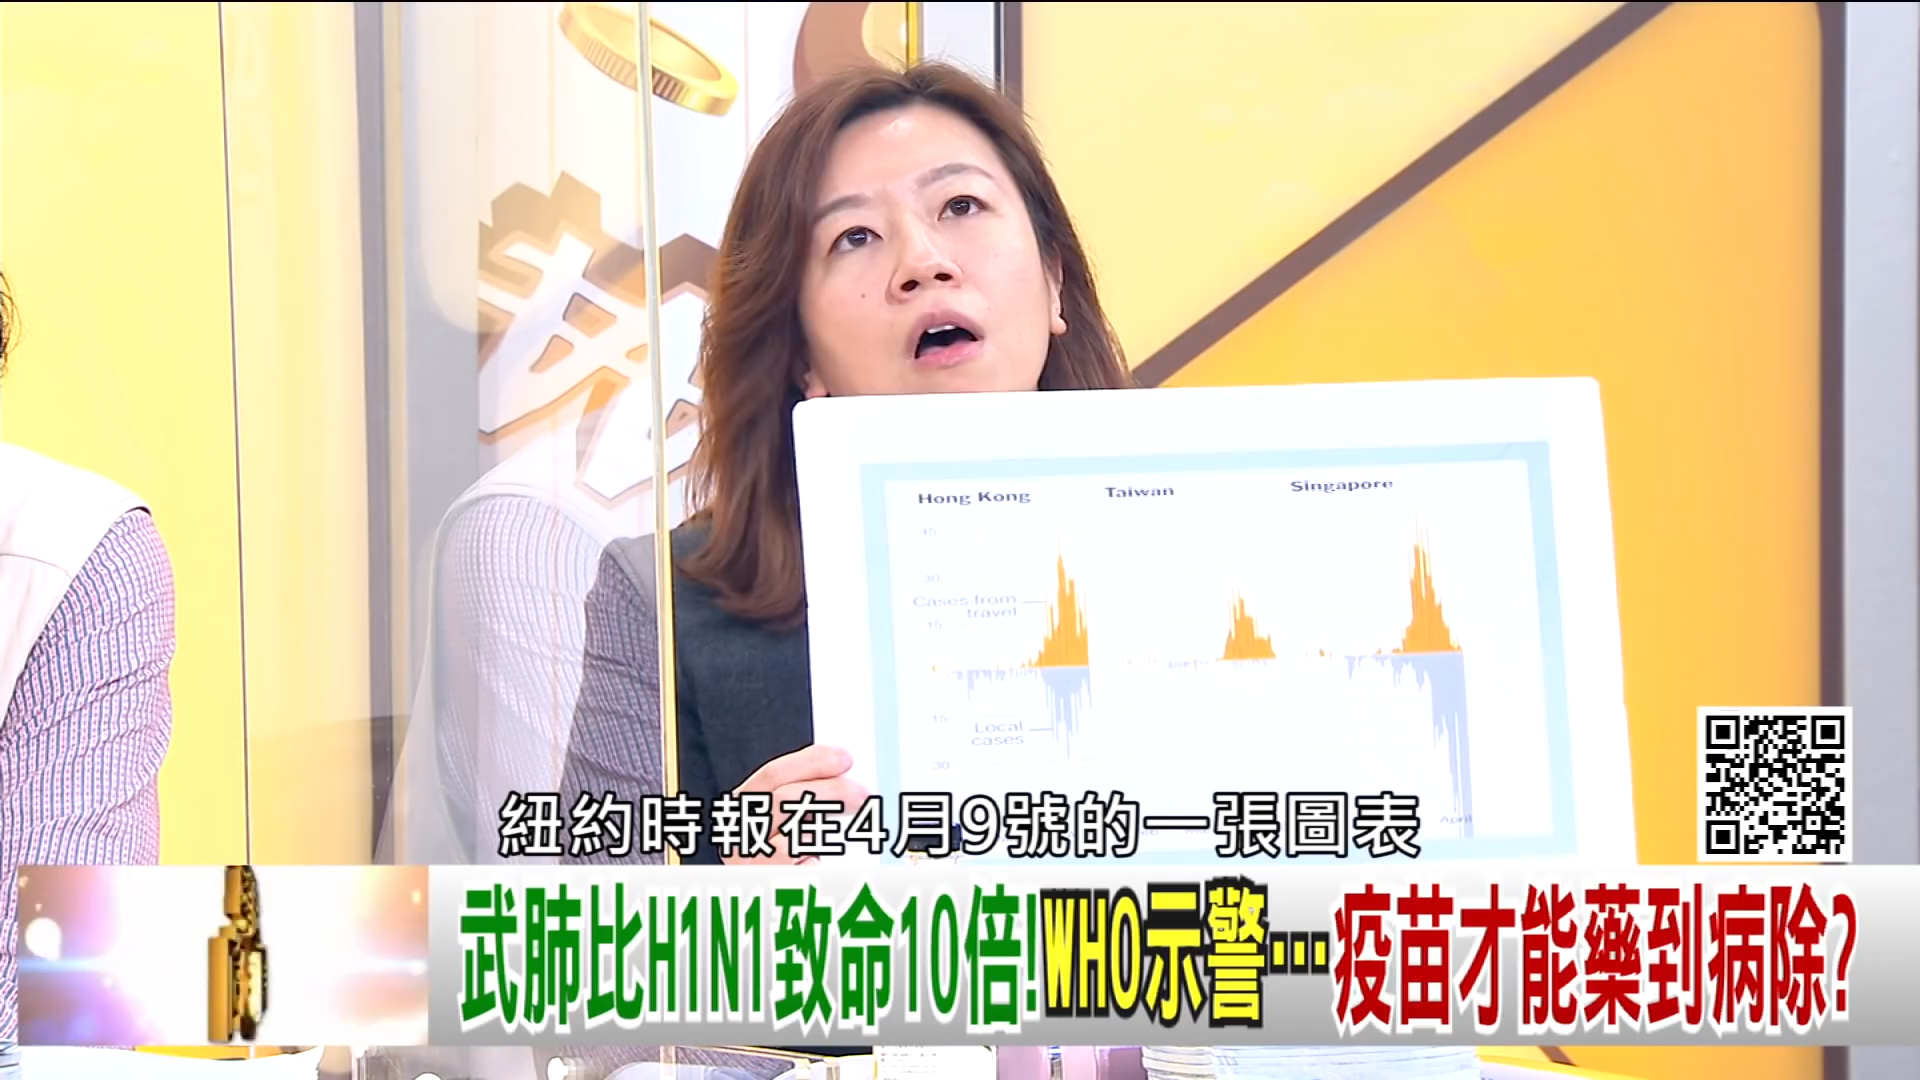 Hong Kong
Taiwan
Singapore
45
30
Cases from
travel
15
15
Local
cases
30
April
紐約時報在4月9號的一張圖表
武肺比H1N1致命10倍!WHO示警…疫苗才能藥到病除?